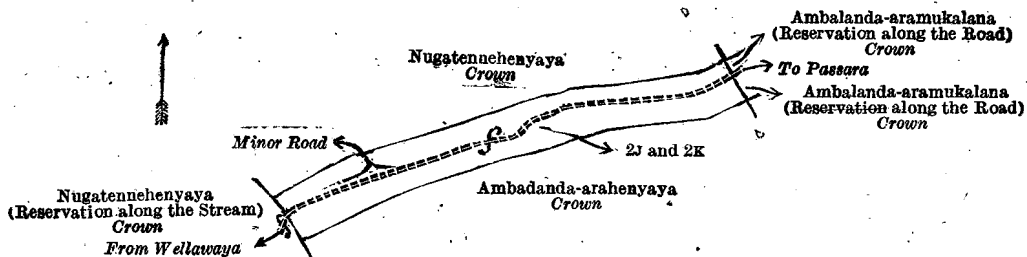 Ambalanda-aramukalana
(Reservation along the Road)
Crown
Nugatennehenyaya
Crown
To Passara
Ambalanda-aramukalana
(Reservation along the Road)
Crown
Minor Road
2J and 2K
Nugatennehenyaya
(Reservation along the Stream)
Crown
Ambadanda-arahenyaya
Crown
From Wellawaya